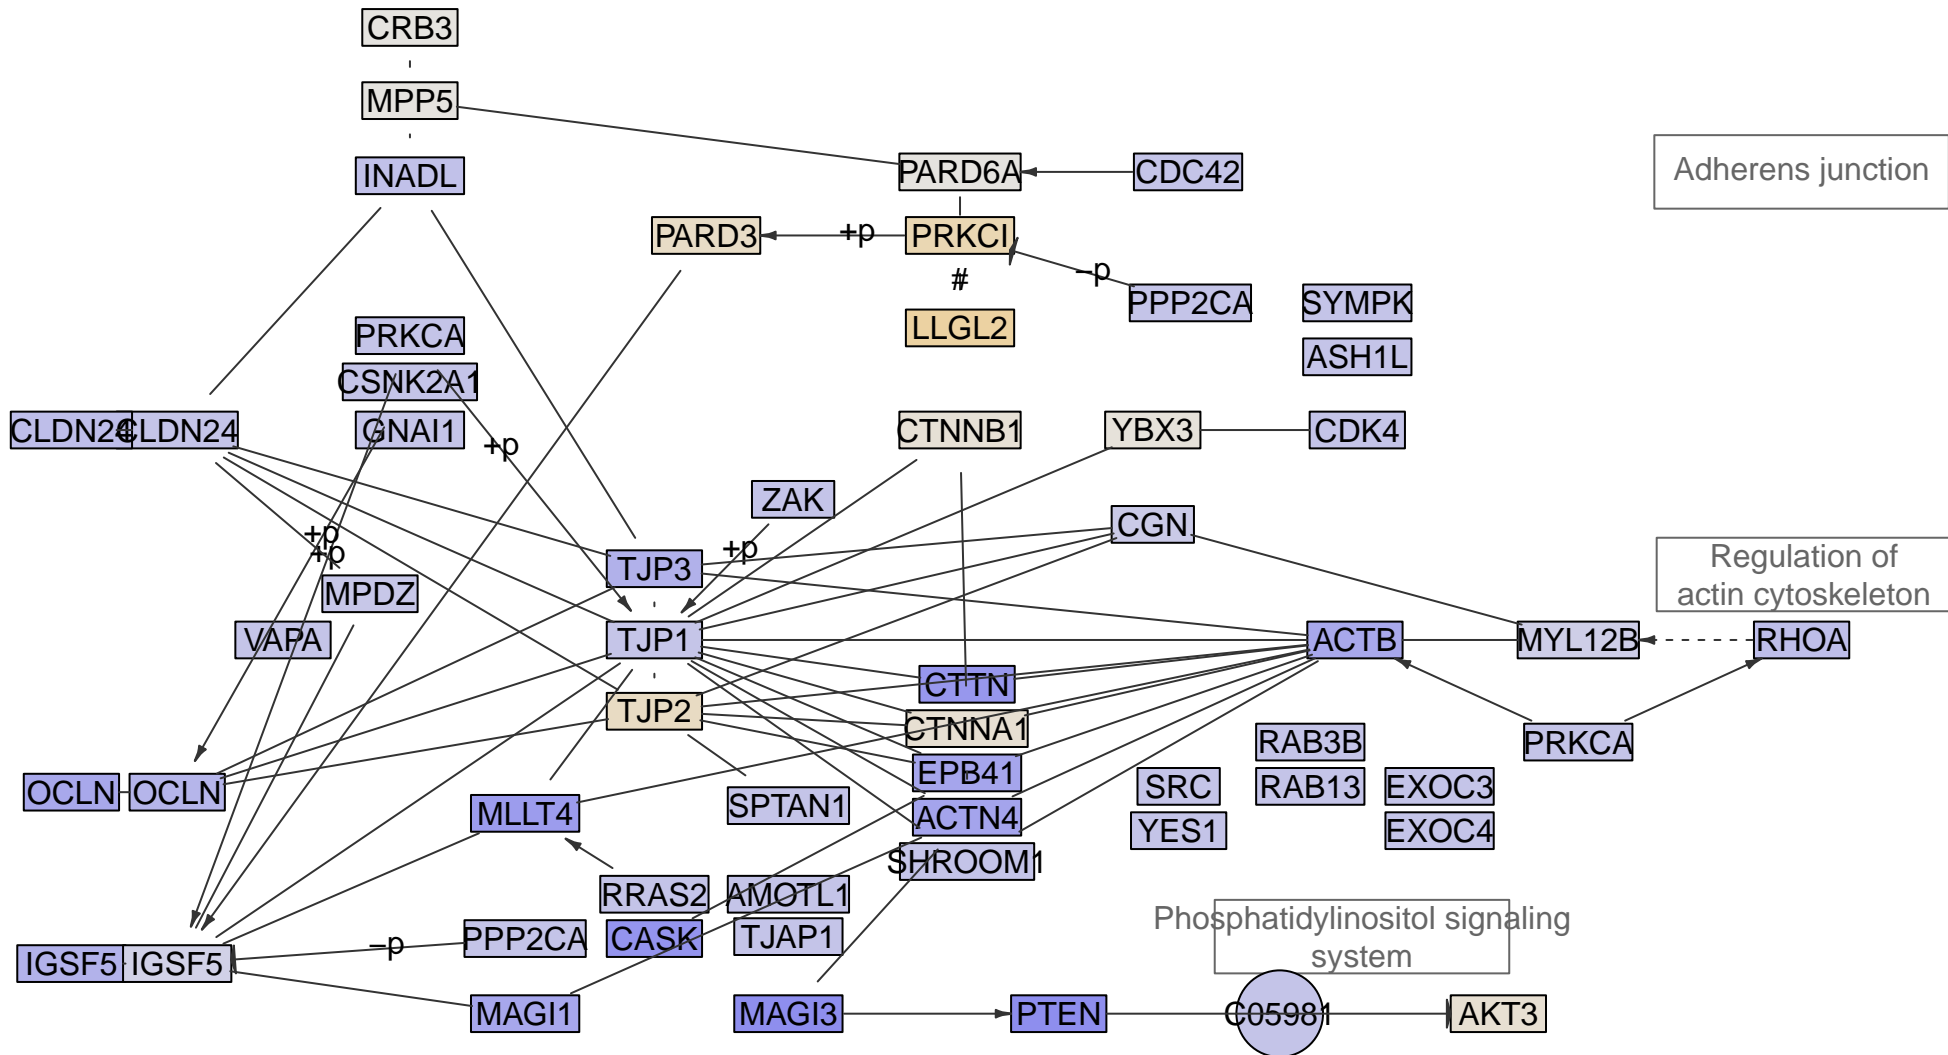 CRB3
MPP5
INADL
PARD6A
CDC42
Adherens junction
PARD3
+p
PRKCI
–p
#
PPP2CA
SYMPK
PRKCA
LLGL2
ASH1L
CSNK2A1
CLDN24
CLDN24
GNAI1
+p
CTNNB1
YBX3
CDK4
ZAK
CGN
+p
+p
+p
TJP3
Regulation of
actin cytoskeleton
MPDZ
VAPA
TJP1
ACTB
MYL12B
RHOA
CTTN
TJP2
CTNNA1
RAB3B
PRKCA
EPB41
OCLN
OCLN
MLLT4
SPTAN1
ACTN4
SRC
RAB13
EXOC3
YES1
EXOC4
SHROOM1
RRAS2
AMOTL1
PPP2CA
CASK
TJAP1
–p
Phosphatidylinositol signaling
system
IGSF5
IGSF5
MAGI1
MAGI3
PTEN
C05981
AKT3